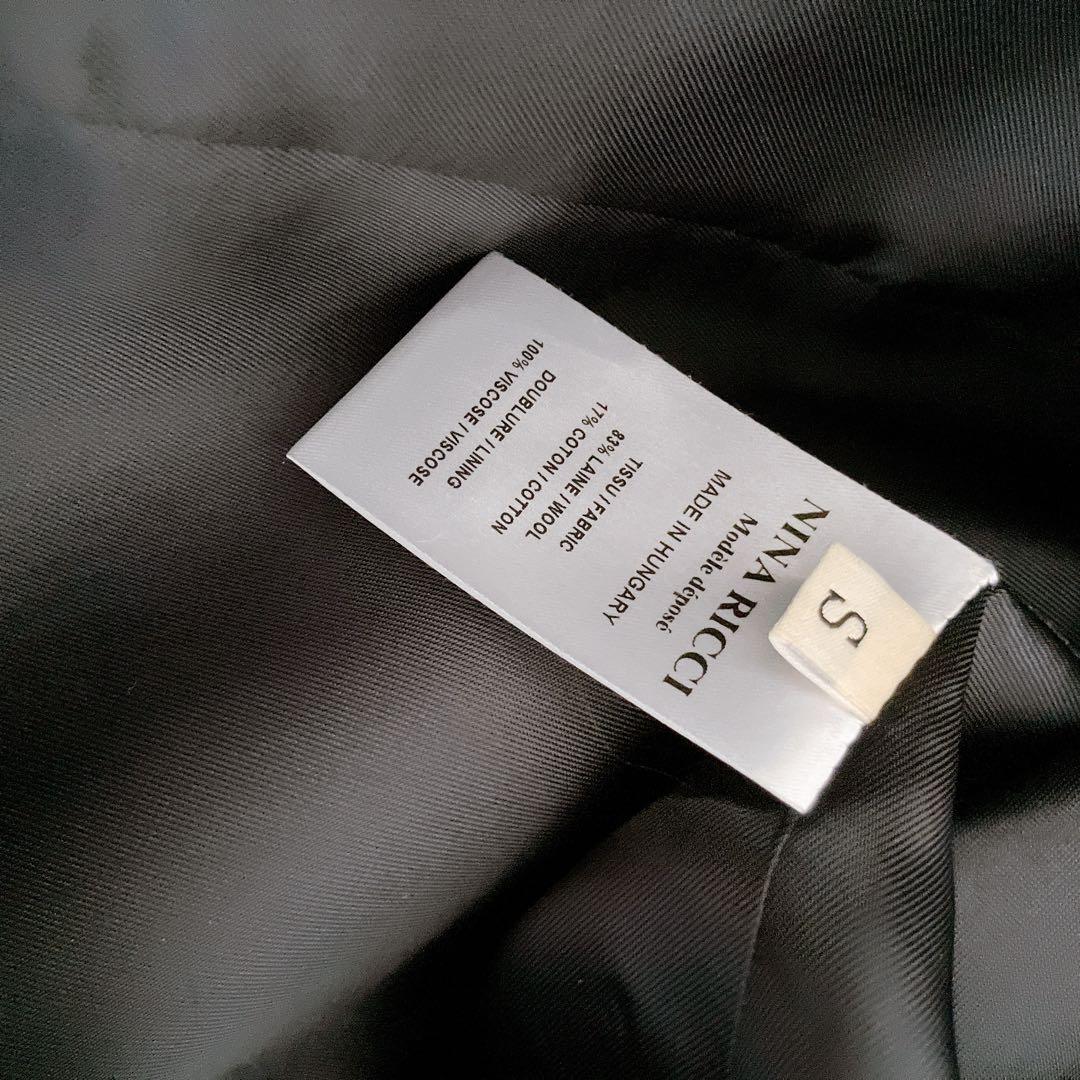 S
NINA RICCI
Modèle déposé
MADE IN HUNGARY
TISSU / FABRIC
83% LAINE / WOOL
17% COTON / COTTON
DOUBLURE / LINING
100% VISCOSE / VISCOSE